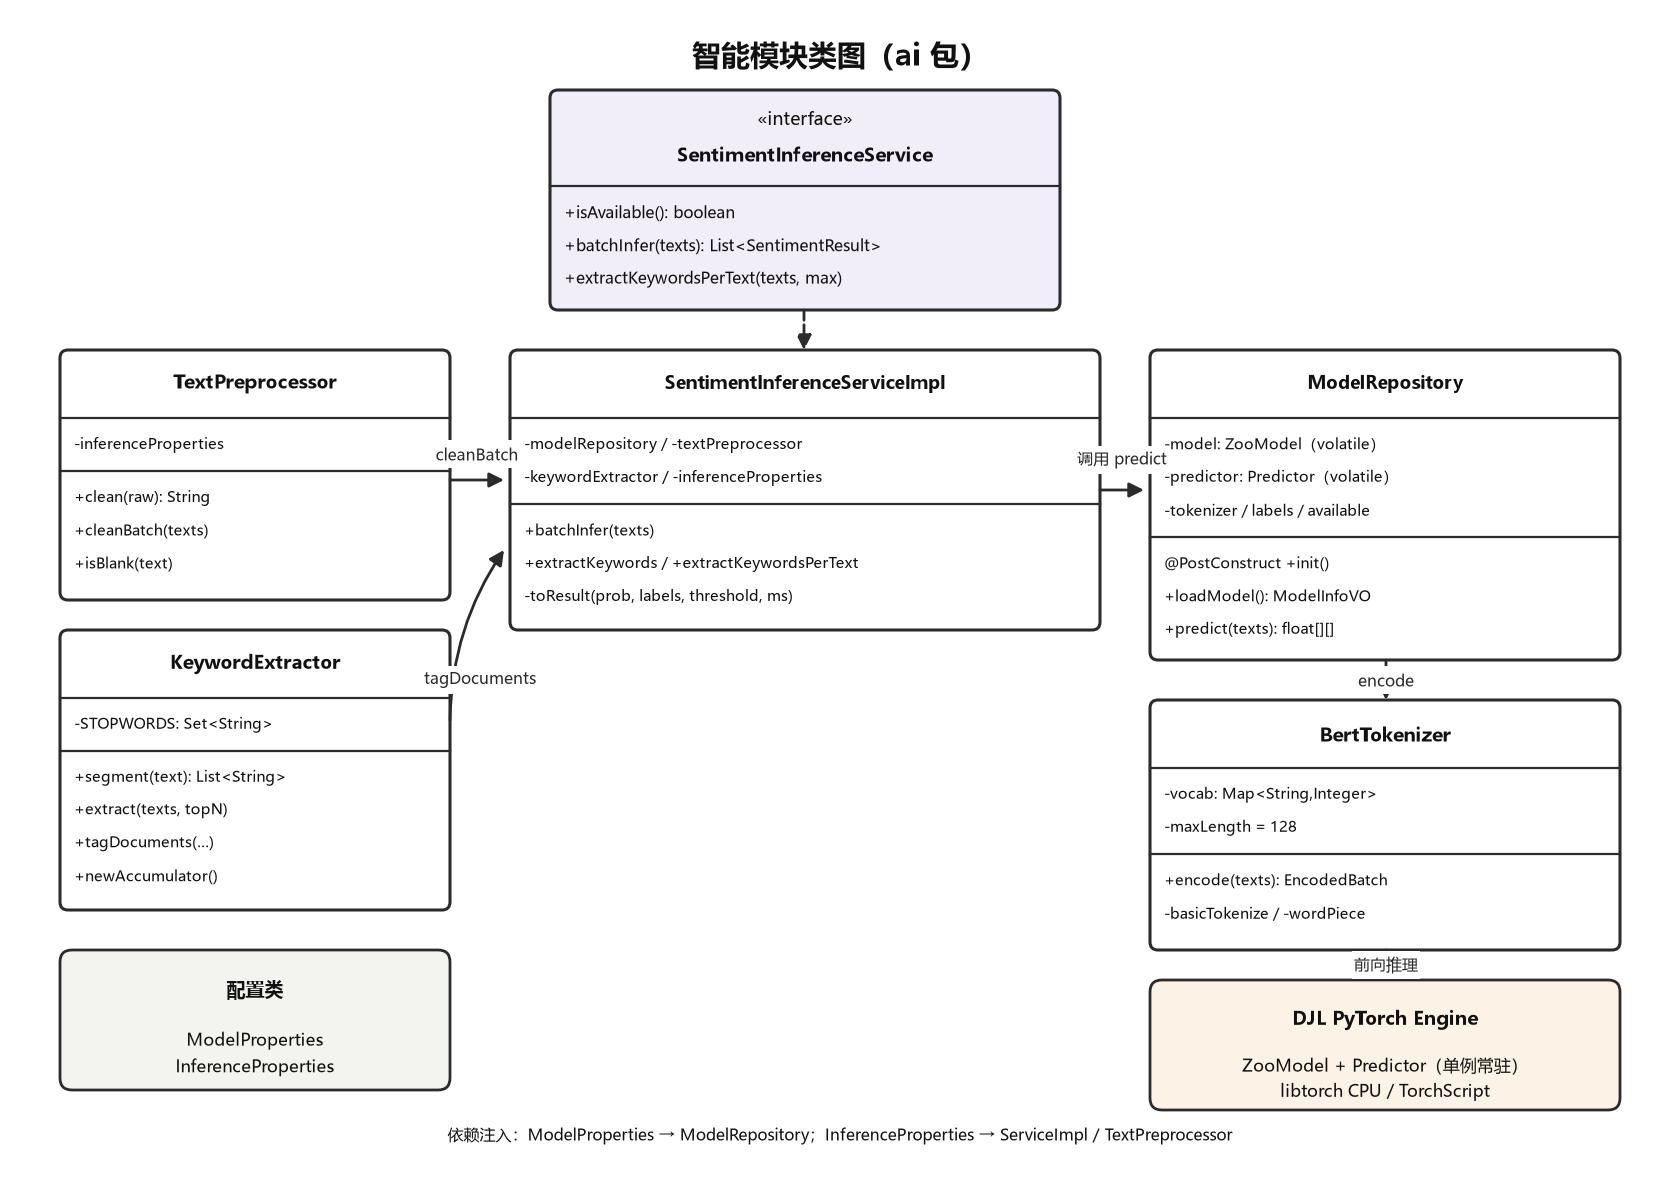 智能模块类图（ai 包）
«interface»
SentimentInferenceService
+isAvailable(): boolean
+batchInfer(texts): List<SentimentResult>
+extractKeywordsPerText(texts, max)
TextPreprocessor
-inferenceProperties
+clean(raw): String
+cleanBatch(texts)
+isBlank(text)
cleanBatch
SentimentInferenceServiceImpl
-modelRepository / -textPreprocessor
-keywordExtractor / -inferenceProperties
+batchInfer(texts)
+extractKeywords / +extractKeywordsPerText
-toResult(prob, labels, threshold, ms)
调用 predict
ModelRepository
-model: ZooModel（volatile）
-predictor: Predictor（volatile）
-tokenizer / labels / available
@PostConstruct +init()
+loadModel(): ModelInfoVO
+predict(texts): float[][]
KeywordExtractor
-STOPWORDS: Set<String>
+segment(text): List<String>
+extract(texts, topN)
+tagDocuments(...)
+newAccumulator()
tagDocuments
encode
BertTokenizer
-vocab: Map<String,Integer>
-maxLength = 128
+encode(texts): EncodedBatch
-basicTokenize / -wordPiece
前向推理
配置类
ModelProperties
InferenceProperties
DJL PyTorch Engine
ZooModel + Predictor（单例常驻）
libtorch CPU / TorchScript
依赖注入：ModelProperties → ModelRepository；InferenceProperties → ServiceImpl / TextPreprocessor